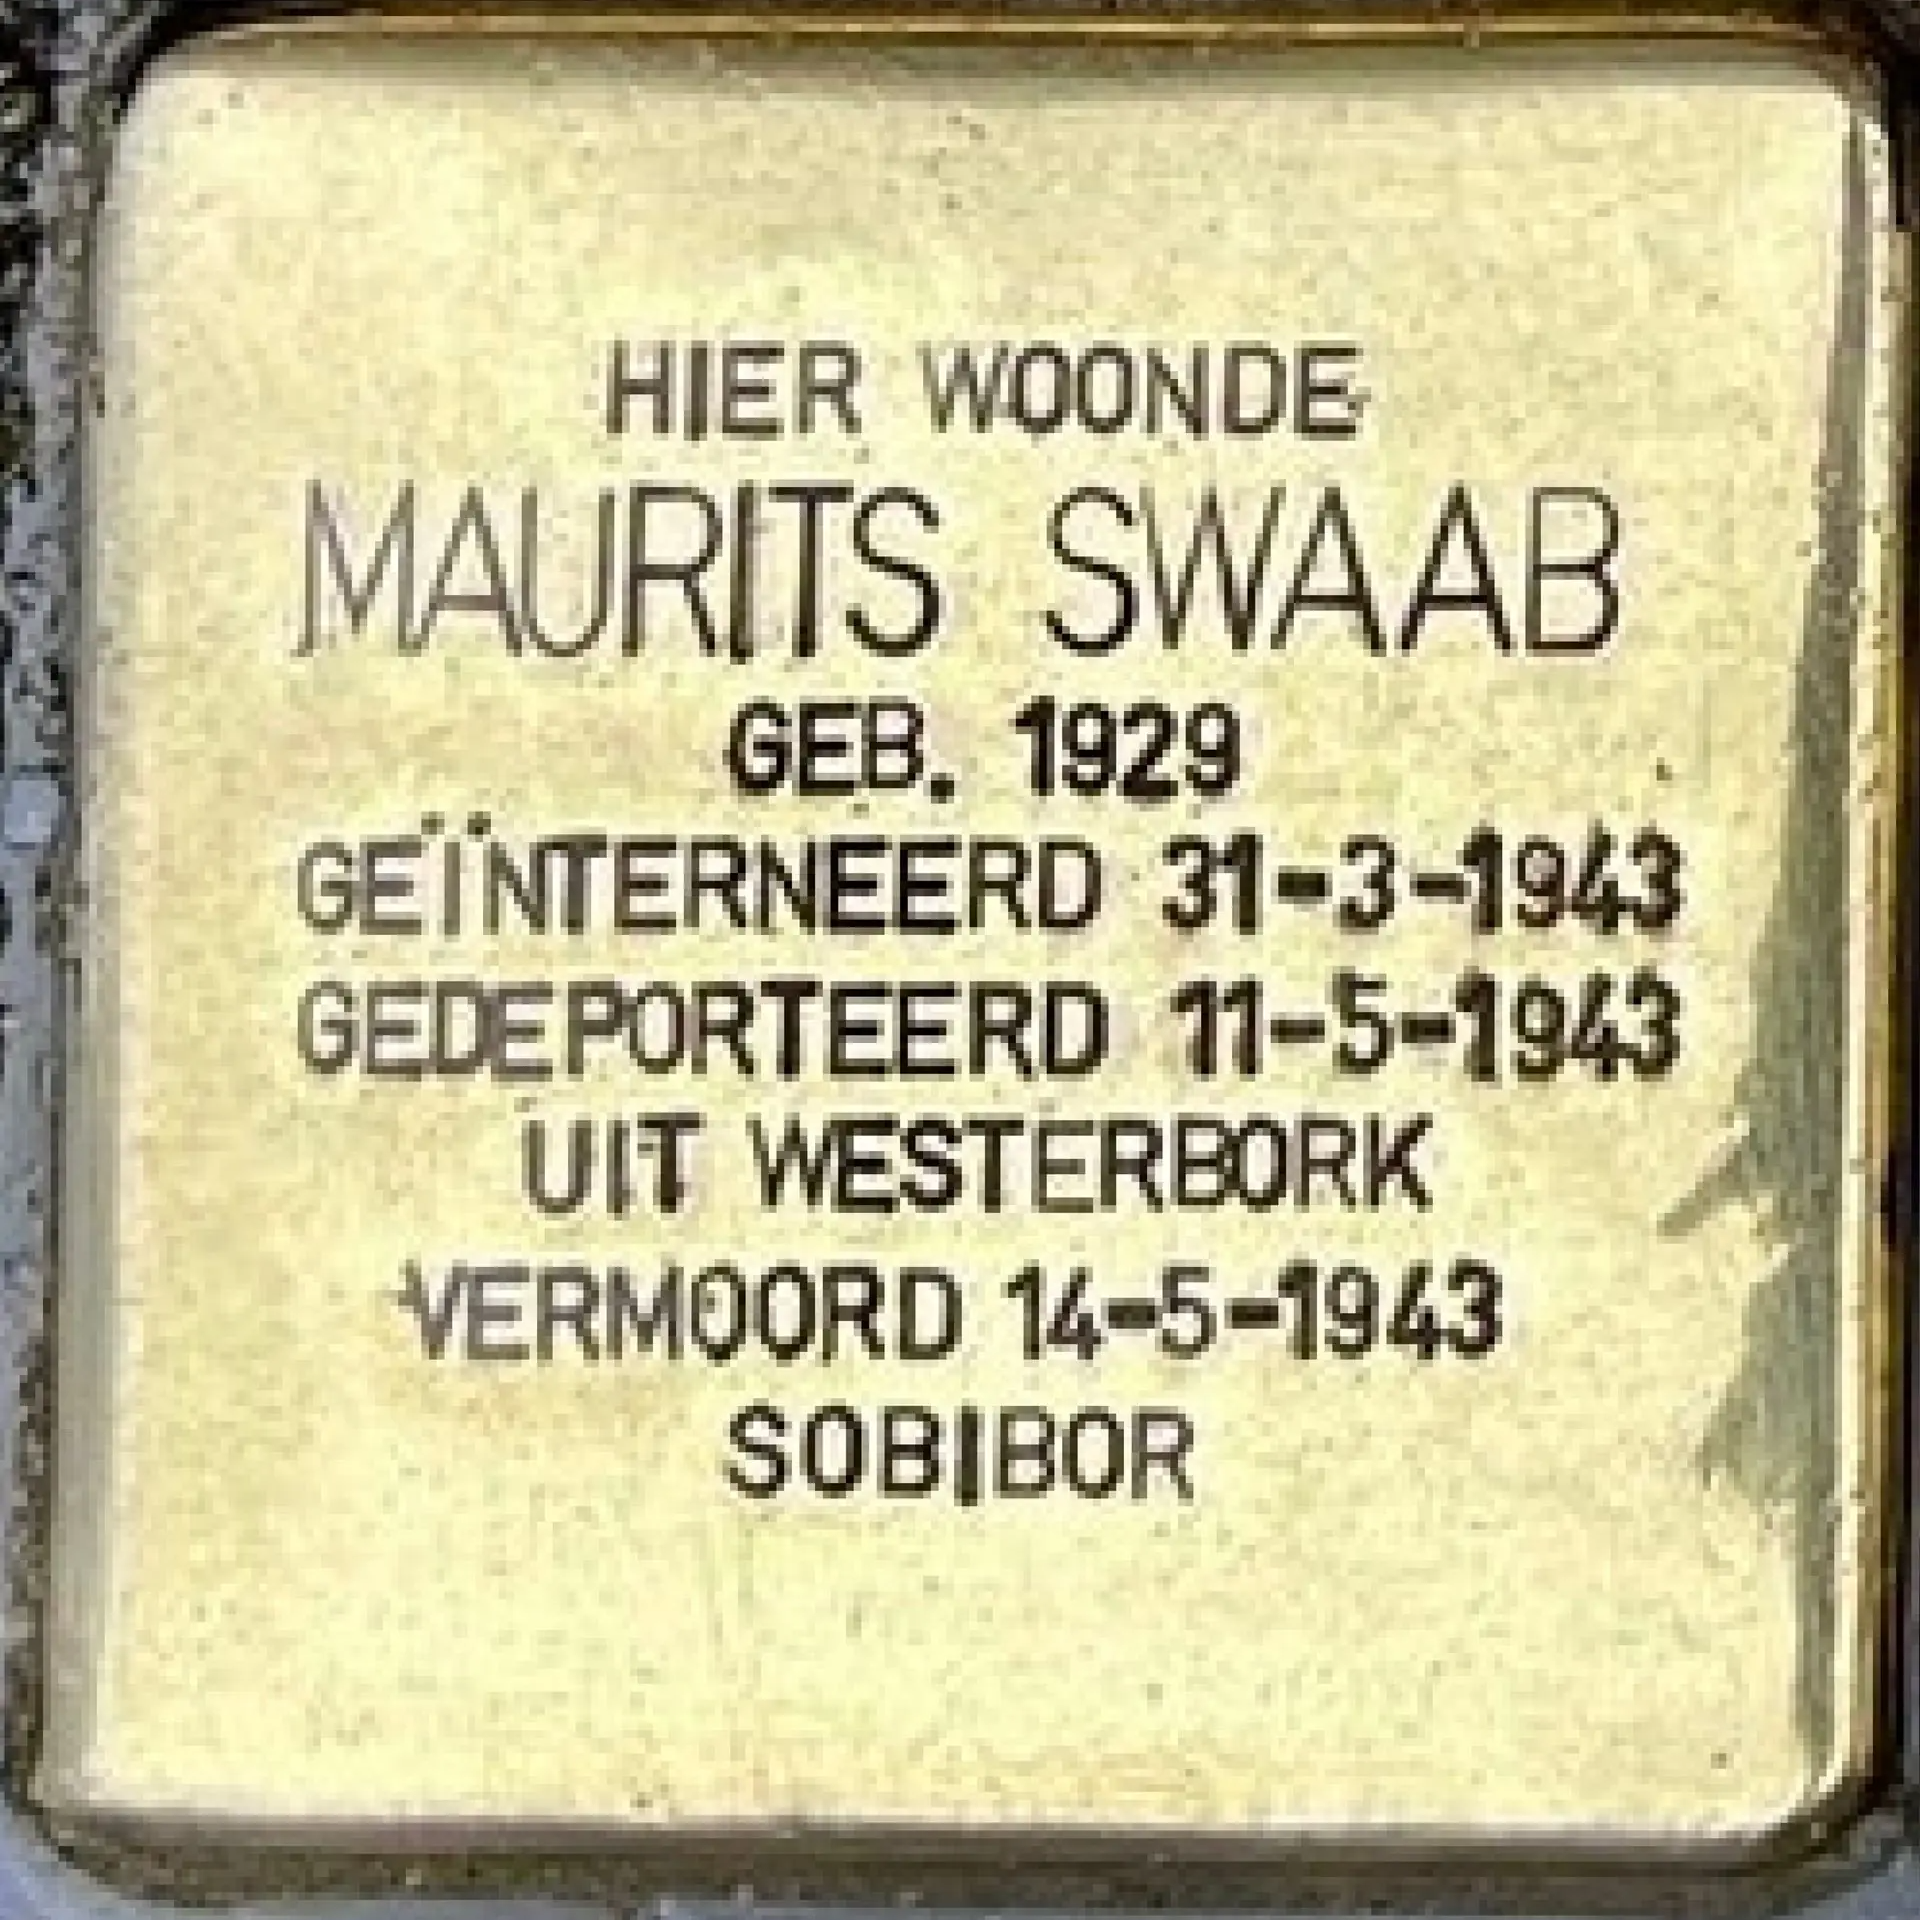 HIER WOONDE
MAURITS SWAAB
GEB. 1929
GEÏNTERNEERD 31-3-1943
GEDEPORTEERD 11-5-1943
UIT WESTERBORK
VERMOORD 14-5-1943
SOBIBOR